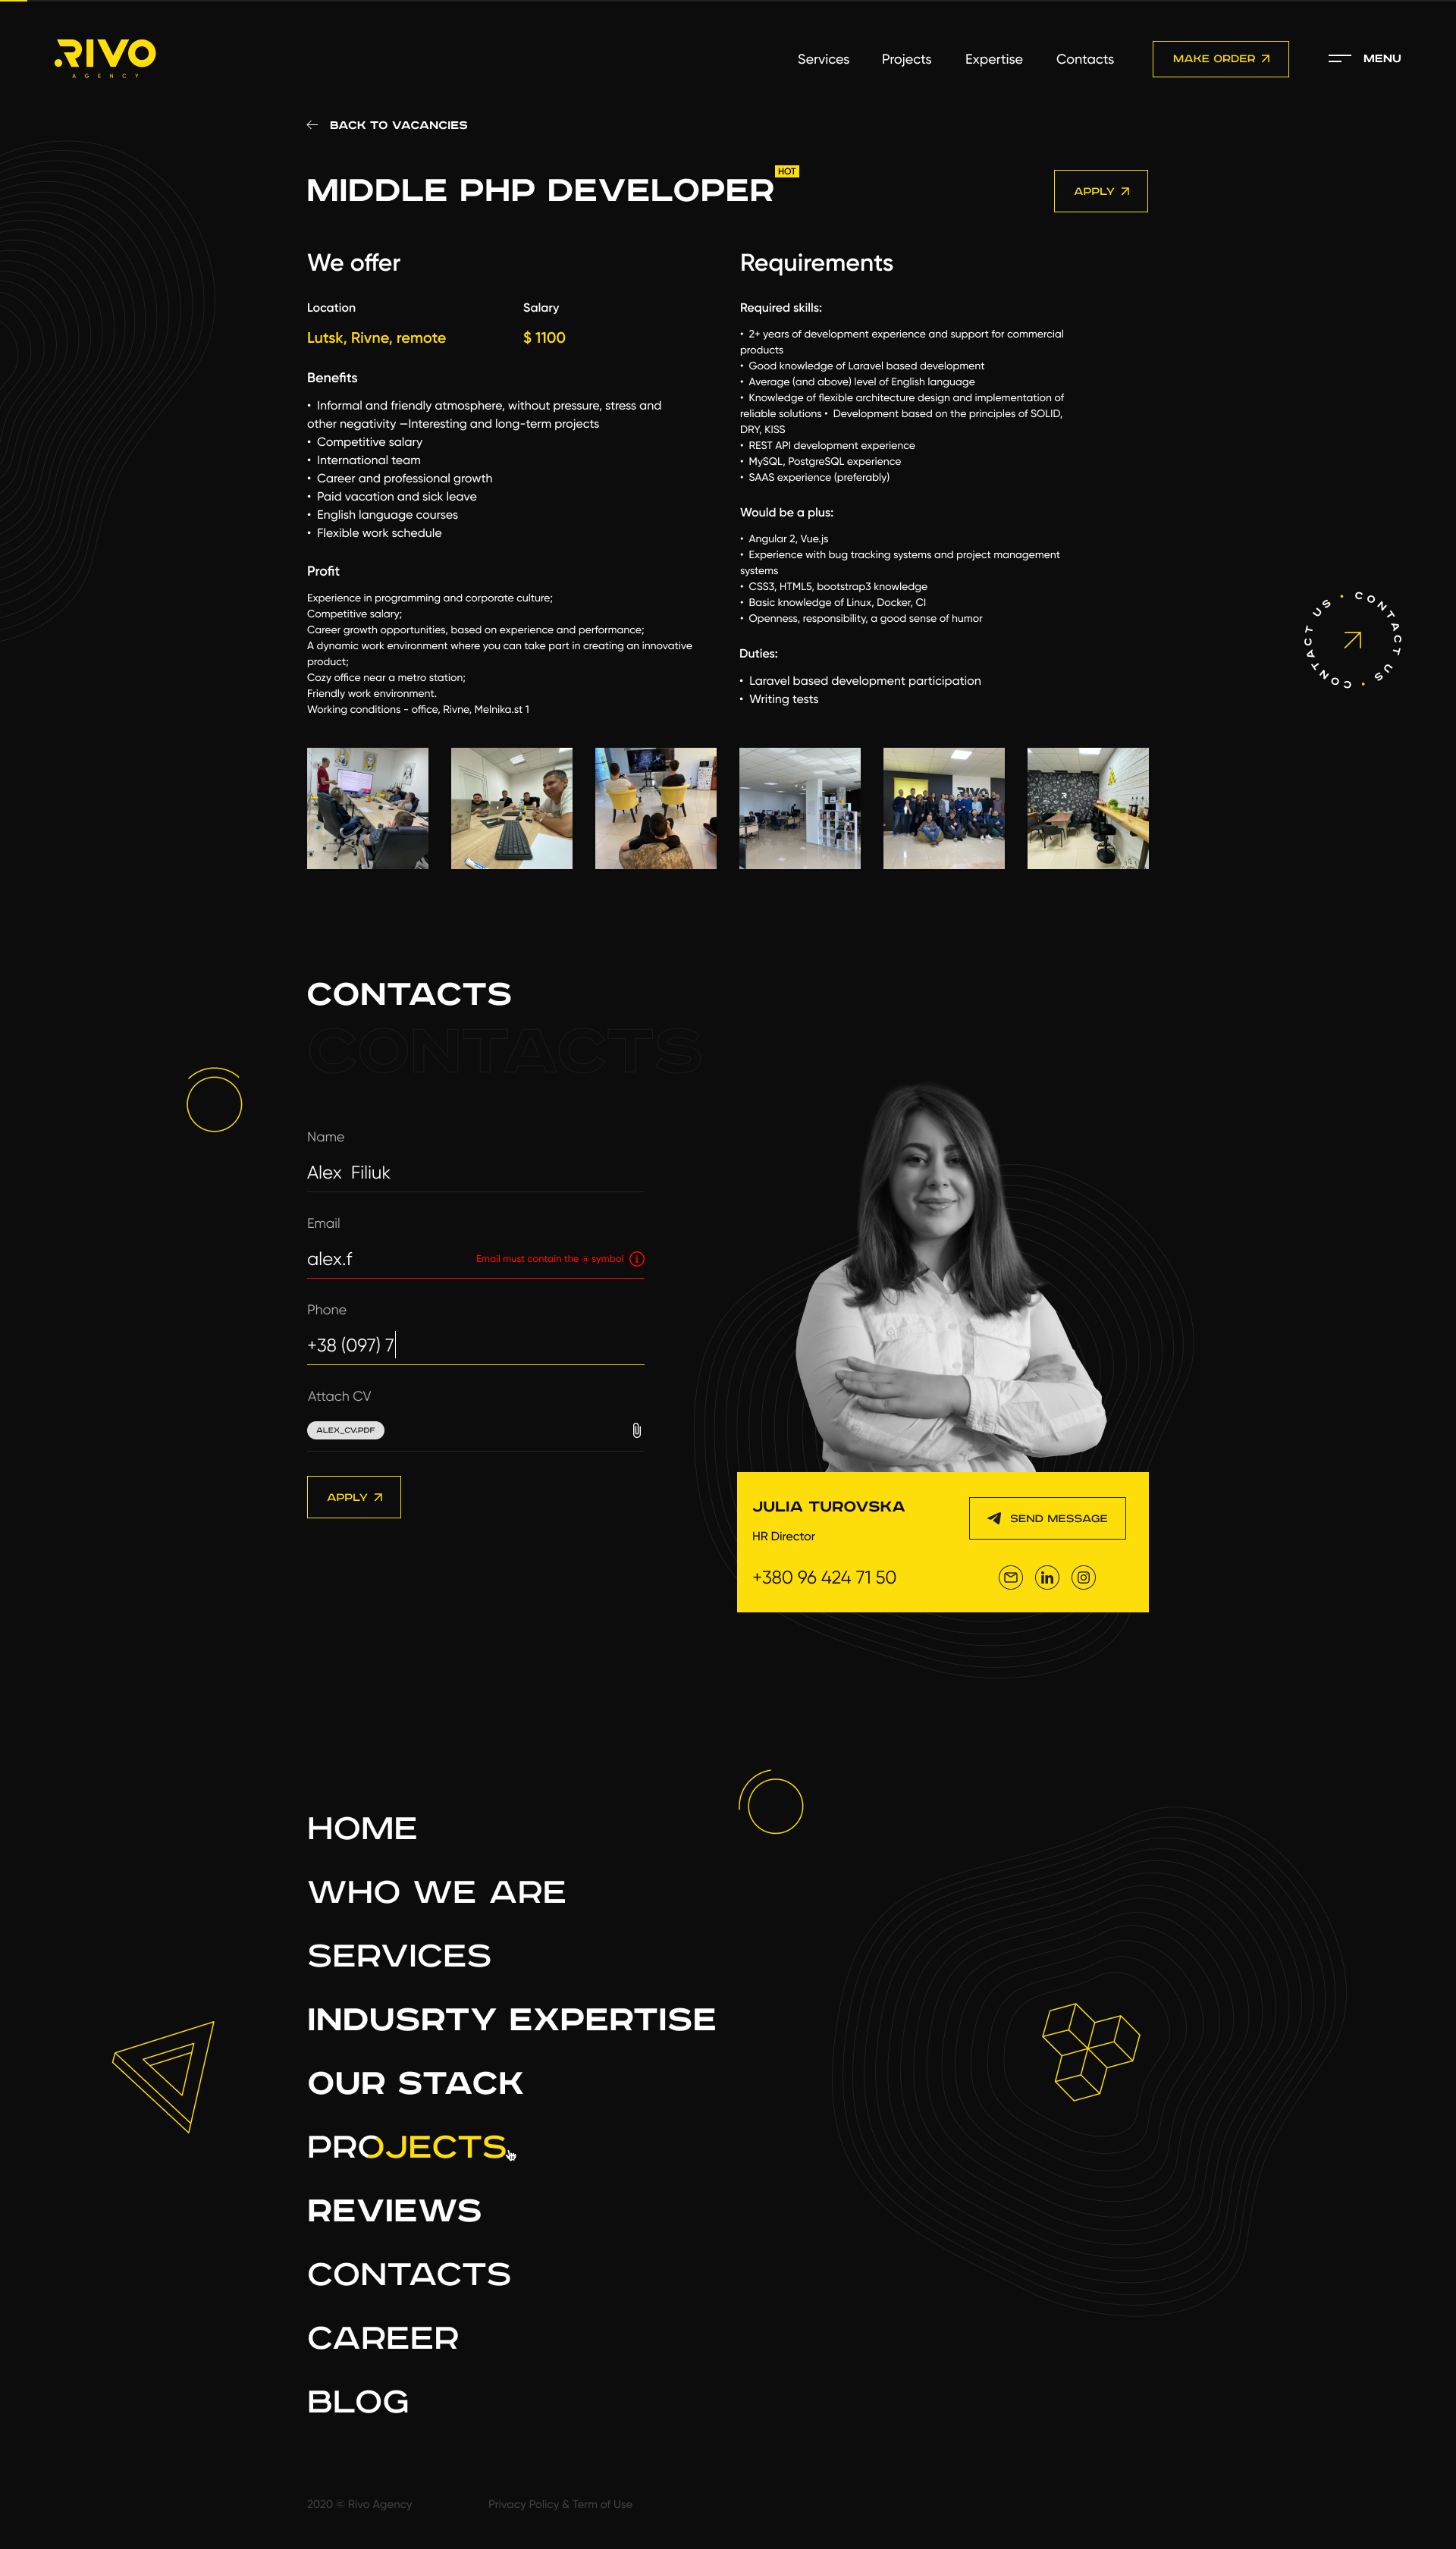 RIVO
AGENCY
Services
Projects
Expertise
Contacts
MAKE ORDER
MENU
BACK TO VACANCIES
MIDDLE PHP DEVELOPER
HOT
APPLY
We offer
Location
Salary
Lutsk, Rivne, remote
$ 1100
Benefits
• Informal and friendly atmosphere, without pressure, stress and
other negativity —Interesting and long-term projects
• Competitive salary
• International team
• Career and professional growth
• Paid vacation and sick leave
• English language courses
• Flexible work schedule
Profit
Experience in programming and corporate culture;
Competitive salary;
Career growth opportunities, based on experience and performance;
A dynamic work environment where you can take part in creating an innovative
product;
Cozy office near a metro station;
Friendly work environment.
Working conditions - office, Rivne, Melnika.st 1
Requirements
Required skills:
• 2+ years of development experience and support for commercial
products
• Good knowledge of Laravel based development
• Average (and above) level of English language
• Knowledge of flexible architecture design and implementation of
reliable solutions • Development based on the principles of SOLID,
DRY, KISS
• REST API development experience
• MySQL, PostgreSQL experience
• SAAS experience (preferably)
Would be a plus:
• Angular 2, Vue.js
• Experience with bug tracking systems and project management
systems
• CSS3, HTML5, bootstrap3 knowledge
• Basic knowledge of Linux, Docker, CI
• Openness, responsibility, a good sense of humor
Duties:
• Laravel based development participation
• Writing tests
CONTACT US • CONTACT US •
RIVO
CONTACTS
CONTACTS
Name
Alex Filiuk
Email
alex.f
Email must contain the @ symbol
Phone
+38 (097) 7
Attach CV
ALEX_CV.PDF
APPLY
JULIA TUROVSKA
HR Director
+380 96 424 71 50
SEND MESSAGE
in
HOME
WHO WE ARE
SERVICES
INDUSRTY EXPERTISE
OUR STACK
PROJECTS
REVIEWS
CONTACTS
CAREER
BLOG
2020 © Rivo Agency
Privacy Policy & Term of Use